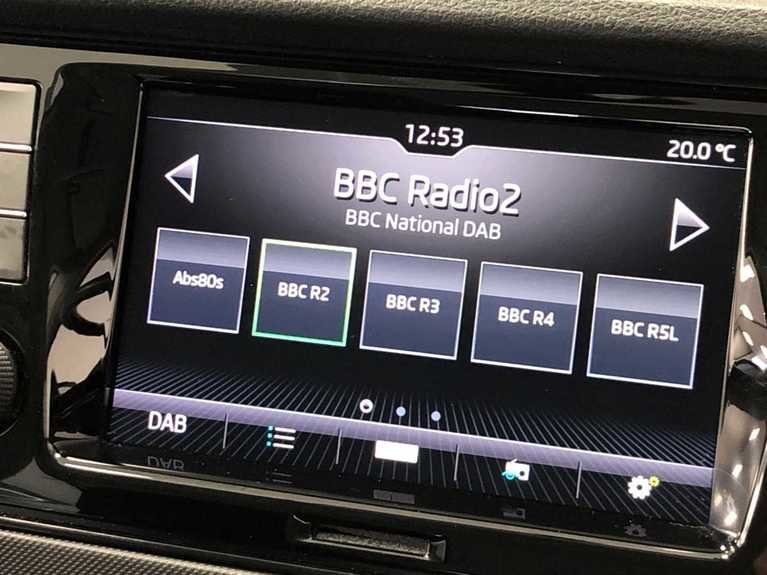 12:53
20.0 °C
BBC Radio2
BBC National DAB
Abs80s
BBC R2
BBC R3
BBC R4
BBC R5L
DAB